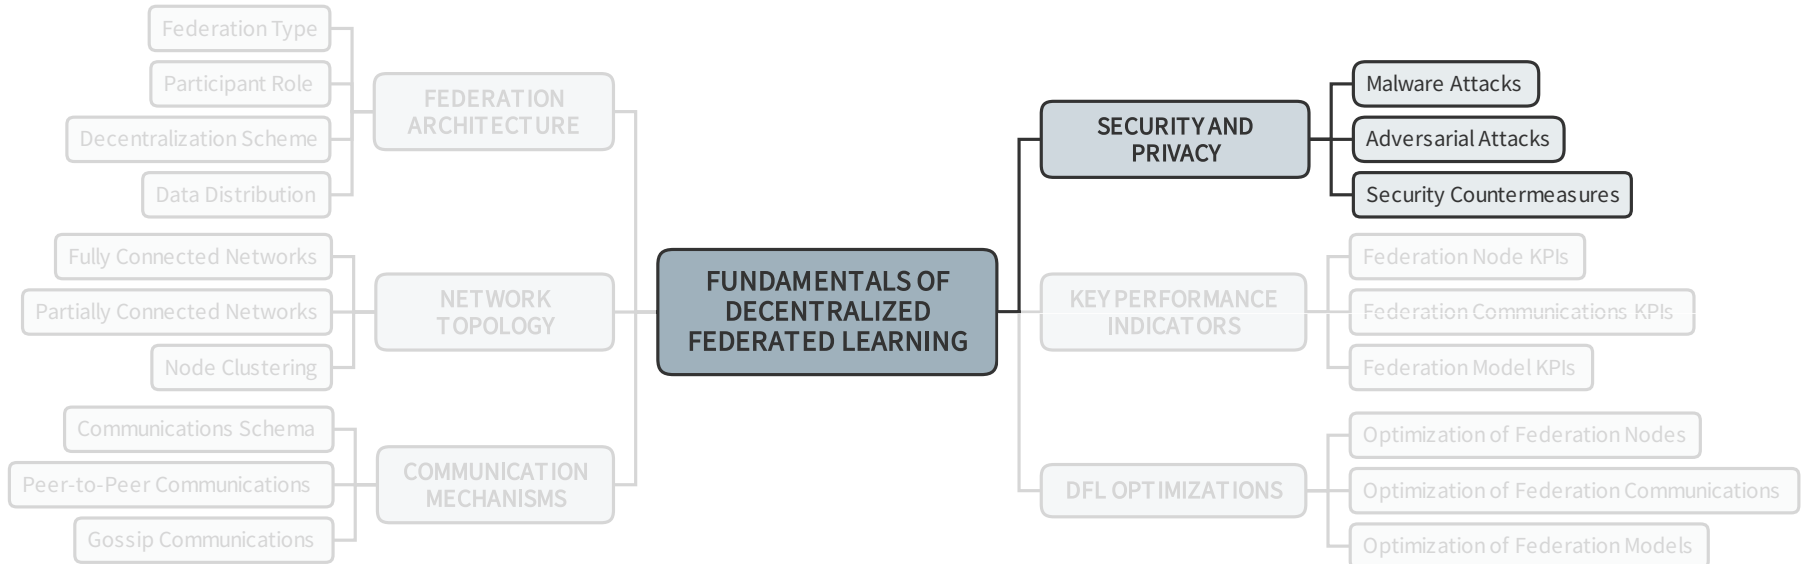 Federation Type
Participant Role
Decentralization Scheme
Data Distribution
FEDERATION
ARCHITECTURE
Fully Connected Networks
Partially Connected Networks
Node Clustering
NETWORK
TOPOLOGY
Communications Schema
Peer-to-Peer Communications
Gossip Communications
COMMUNICATION
MECHANISMS
FUNDAMENTALS OF
DECENTRALIZED
FEDERATED LEARNING
SECURITY AND
PRIVACY
Malware Attacks
Adversarial Attacks
Security Countermeasures
KEY PERFORMANCE
INDICATORS
Federation Node KPIs
Federation Communications KPIs
Federation Model KPIs
DFL OPTIMIZATIONS
Optimization of Federation Nodes
Optimization of Federation Communications
Optimization of Federation Models